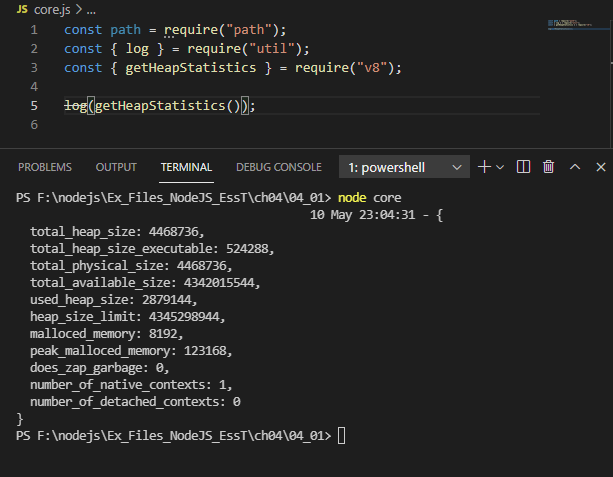 JS core.js > ...
1 const path = require("path");
2 const { log } = require("util");
3 const { getHeapStatistics } = require("v8");
4
5 log(getHeapStatistics());
6
PROBLEMS OUTPUT TERMINAL DEBUG CONSOLE 1: powershell
PS F:\nodejs\Ex_Files_NodeJS_EssT\ch04\04_01> node core
10 May 23:04:31 - {
total_heap_size: 4468736,
total_heap_size_executable: 524288,
total_physical_size: 4468736,
total_available_size: 4342015544,
used_heap_size: 2879144,
heap_size_limit: 4345298944,
malloced_memory: 8192,
peak_malloced_memory: 123168,
does_zap_garbage: 0,
number_of_native_contexts: 1,
number_of_detached_contexts: 0
}
PS F:\nodejs\Ex_Files_NodeJS_EssT\ch04\04_01>